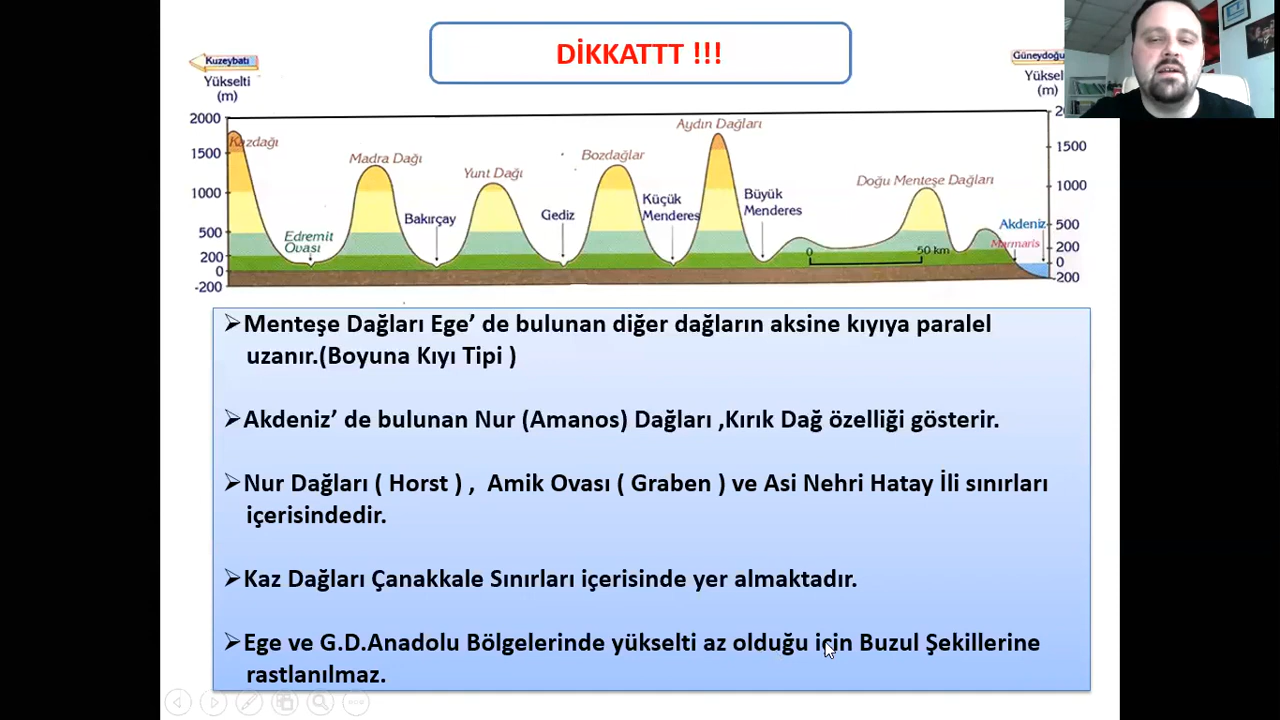 DİKKATTT !!!
Kuzeybatı
Yükselti
(m)
Güneydoğu
Yüksel
(m)
2000
1500
1000
500
200
0
-200
Kazdağı
Edremit
Ovası
Madra Dağı
Bakırçay
Yunt Dağı
Gediz
Bozdağlar
Küçük
Menderes
Aydın Dağları
Büyük
Menderes
Doğu Menteşe Dağları
0
50 km
Akdeniz
Marmaris
1500
1000
500
200
0
-200
➢Menteşe Dağları Ege’ de bulunan diğer dağların aksine kıyıya paralel
uzanır.(Boyuna Kıyı Tipi )
➢Akdeniz’ de bulunan Nur (Amanos) Dağları ,Kırık Dağ özelliği gösterir.
➢Nur Dağları ( Horst ) , Amik Ovası ( Graben ) ve Asi Nehri Hatay İli sınırları
içerisindedir.
➢Kaz Dağları Çanakkale Sınırları içerisinde yer almaktadır.
➢Ege ve G.D.Anadolu Bölgelerinde yükselti az olduğu için Buzul Şekillerine
rastlanılmaz.